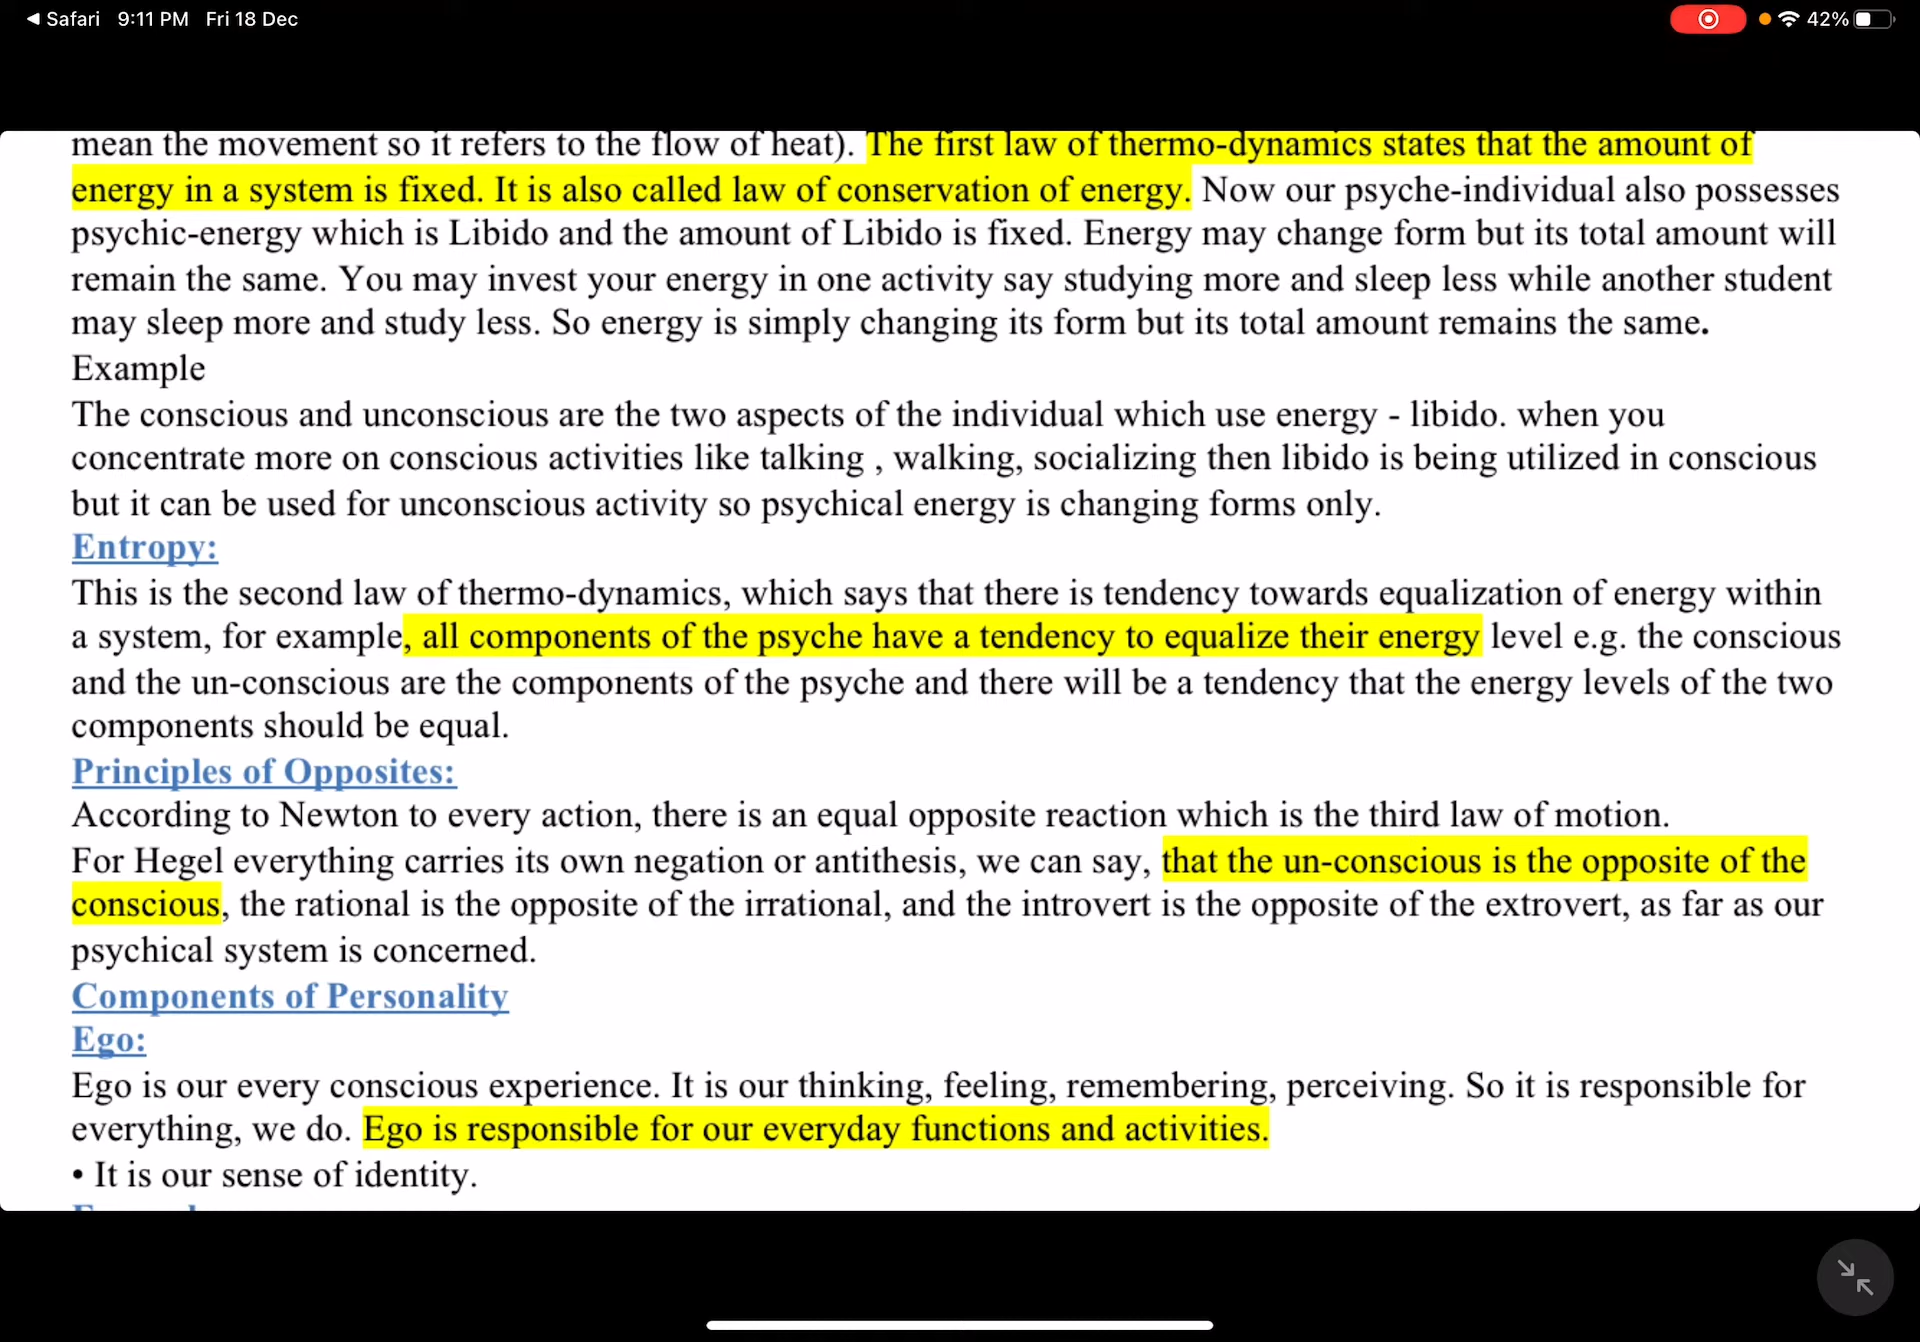 ◀ Safari 9:11 PM Fri 18 Dec 42%
mean the movement so it refers to the flow of heat). The first law of thermo-dynamics states that the amount of
energy in a system is fixed. It is also called law of conservation of energy. Now our psyche-individual also possesses
psychic-energy which is Libido and the amount of Libido is fixed. Energy may change form but its total amount will
remain the same. You may invest your energy in one activity say studying more and sleep less while another student
may sleep more and study less. So energy is simply changing its form but its total amount remains the same.
Example
The conscious and unconscious are the two aspects of the individual which use energy - libido. when you
concentrate more on conscious activities like talking , walking, socializing then libido is being utilized in conscious
but it can be used for unconscious activity so psychical energy is changing forms only.
Entropy:
This is the second law of thermo-dynamics, which says that there is tendency towards equalization of energy within
a system, for example, all components of the psyche have a tendency to equalize their energy level e.g. the conscious
and the un-conscious are the components of the psyche and there will be a tendency that the energy levels of the two
components should be equal.
Principles of Opposites:
According to Newton to every action, there is an equal opposite reaction which is the third law of motion.
For Hegel everything carries its own negation or antithesis, we can say, that the un-conscious is the opposite of the
conscious, the rational is the opposite of the irrational, and the introvert is the opposite of the extrovert, as far as our
psychical system is concerned.
Components of Personality
Ego:
Ego is our every conscious experience. It is our thinking, feeling, remembering, perceiving. So it is responsible for
everything, we do. Ego is responsible for our everyday functions and activities.
• It is our sense of identity.